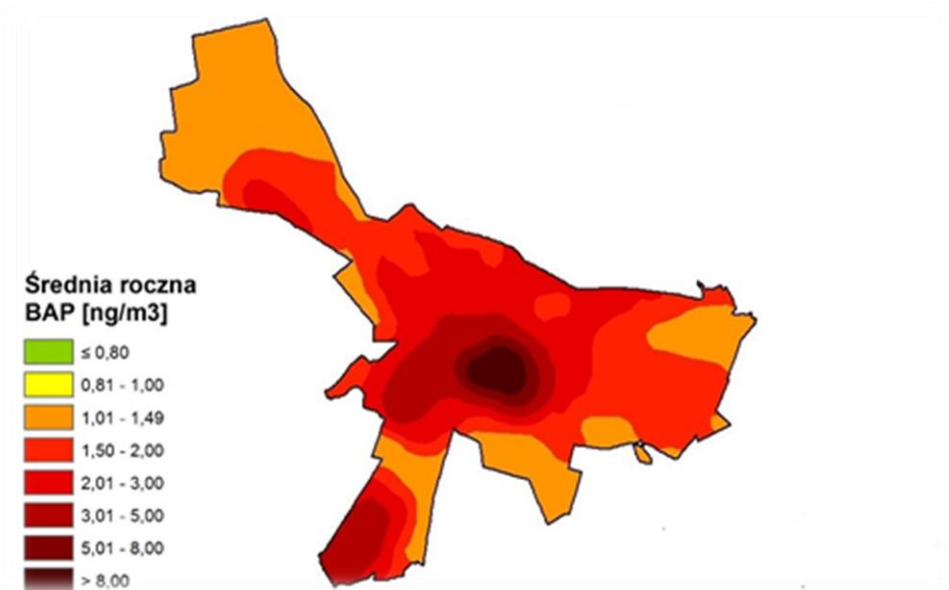 Średnia roczna
BAP [ng/m3]
≤ 0,80
0,81 - 1,00
1,01 - 1,49
1,50 - 2,00
2,01 - 3,00
3,01 - 5,00
5,01 - 8,00
> 8,00